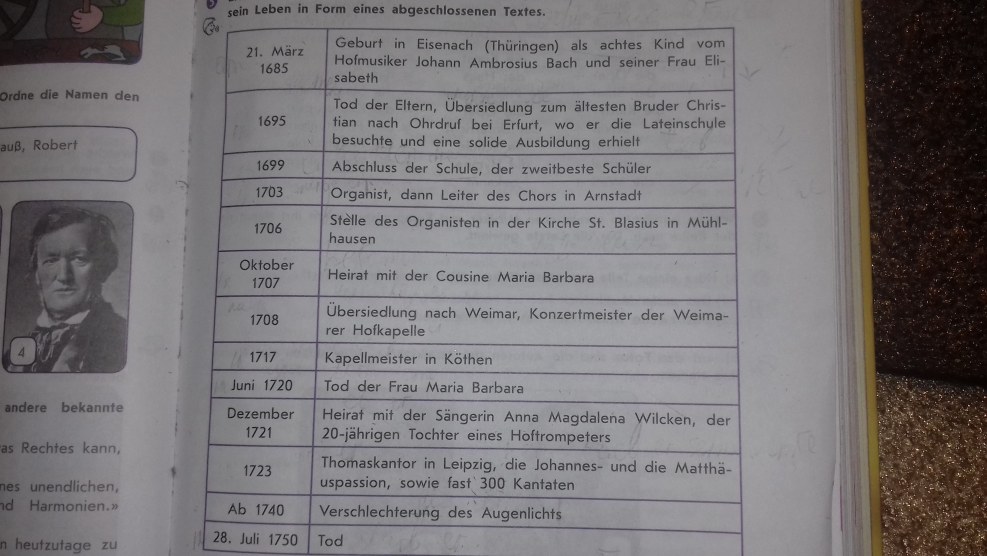 sein Leben in Form eines abgeschlossenen Textes.
21. März
1685
Geburt in Eisenach (Thüringen) als achtes Kind vom
Hofmusiker Johann Ambrosius Bach und seiner Frau Eli-
sabeth
1695
Tod der Eltern, Übersiedlung zum ältesten Bruder Chris-
tian nach Ohrdruf bei Erfurt, wo er die Lateinschule
besuchte und eine solide Ausbildung erhielt
1699
Abschluss der Schule, der zweitbeste Schüler
1703
Organist, dann Leiter des Chors in Arnstadt
1706
Stelle des Organisten in der Kirche St. Blasius in Mühl-
hausen
Oktober
1707
Heirat mit der Cousine Maria Barbara
1708
Übersiedlung nach Weimar, Konzertmeister der Weima-
rer Hofkapelle
1717
Kapellmeister in Köthen
Juni 1720
Tod der Frau Maria Barbara
Dezember
1721
Heirat mit der Sängerin Anna Magdalena Wilcken, der
20-jährigen Tochter eines Hoftrompeters
1723
Thomaskantor in Leipzig, die Johannes- und die Matthä-
uspassion, sowie fast 300 Kantaten
Ab 1740
Verschlechterung des Augenlichts
28. Juli 1750
Tod
Ordne die Namen den
auß, Robert
4
andere bekannte
as Rechtes kann,
nes unendlichen,
nd Harmonien.»
n heutzutage zu